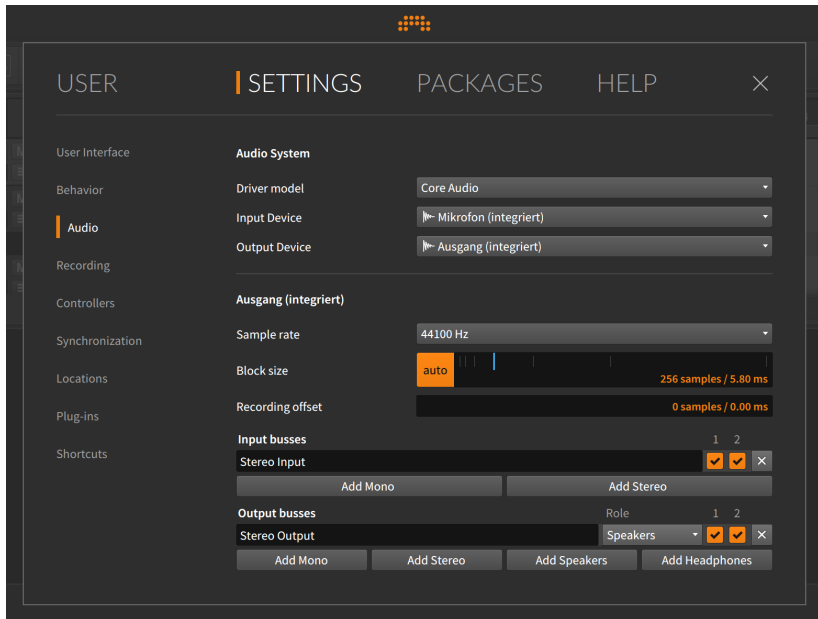 USER SETTINGS PACKAGES HELP
User Interface
Behavior
Audio
Recording
Controllers
Synchronization
Locations
Plug-ins
Shortcuts
Audio System
Driver model Core Audio
Input Device Mikrofon (integriert)
Output Device Ausgang (integriert)
Ausgang (integriert)
Sample rate 44100 Hz
Block size auto 256 samples / 5.80 ms
Recording offset 0 samples / 0.00 ms
Input busses 1 2
Stereo Input
Add Mono Add Stereo
Output busses Role 1 2
Stereo Output Speakers
Add Mono Add Stereo Add Speakers Add Headphones